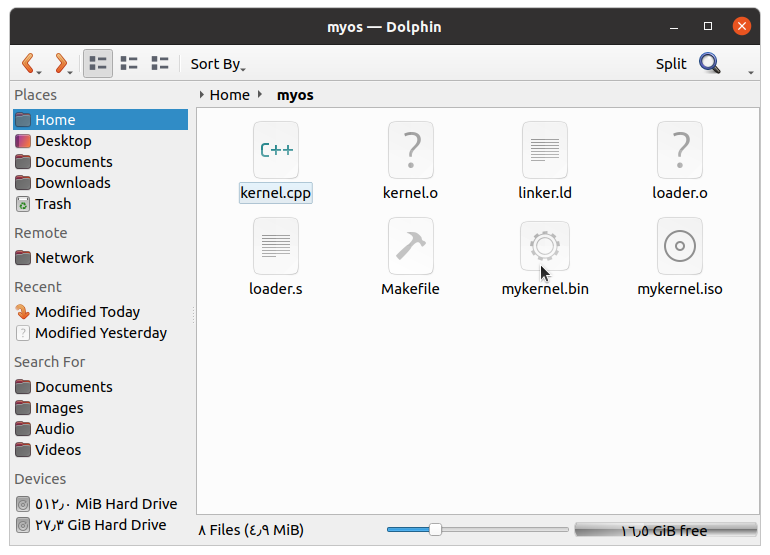 myos — Dolphin
Sort By
Split
Places
Home
Desktop
Documents
Downloads
Trash
Remote
Network
Recent
Modified Today
Modified Yesterday
Search For
Documents
Images
Audio
Videos
Devices
٥١٢٫٠ MiB Hard Drive
٢٧٫٣ GiB Hard Drive
Home myos
C++
kernel.cpp
kernel.o
linker.ld
loader.o
loader.s
Makefile
mykernel.bin
mykernel.iso
٨ Files (٤٫٩ MiB)
١٦٫٥ GiB free